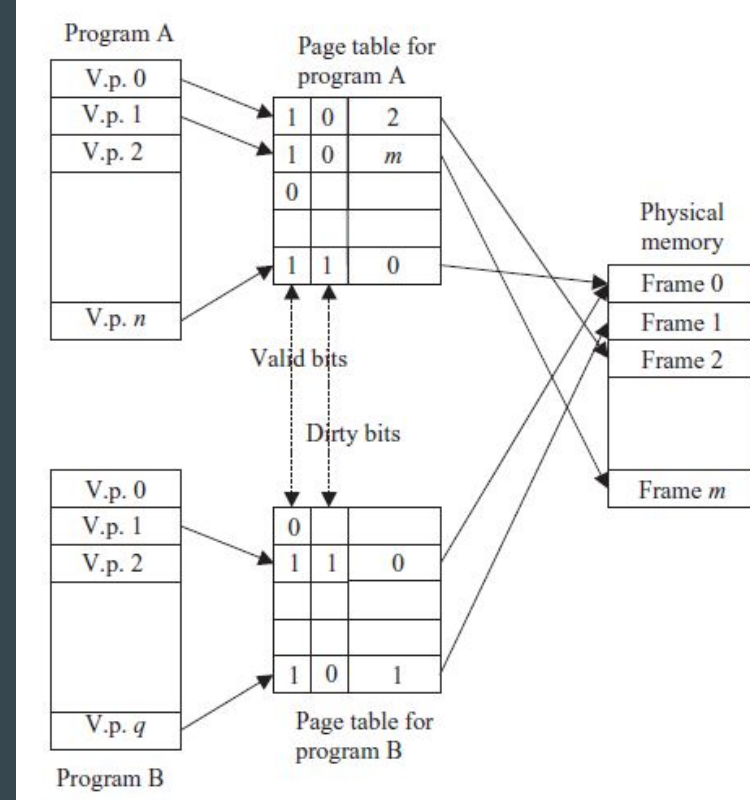 Program A
V.p. 0
V.p. 1
V.p. 2
V.p. n
Page table for
program A
1 0 2
1 0 m
0
1 1 0
Physical
memory
Frame 0
Frame 1
Frame 2
Frame m
Valid bits
Dirty bits
V.p. 0
V.p. 1
V.p. 2
V.p. q
Program B
0
1 1 0
1 0 1
Page table for
program B